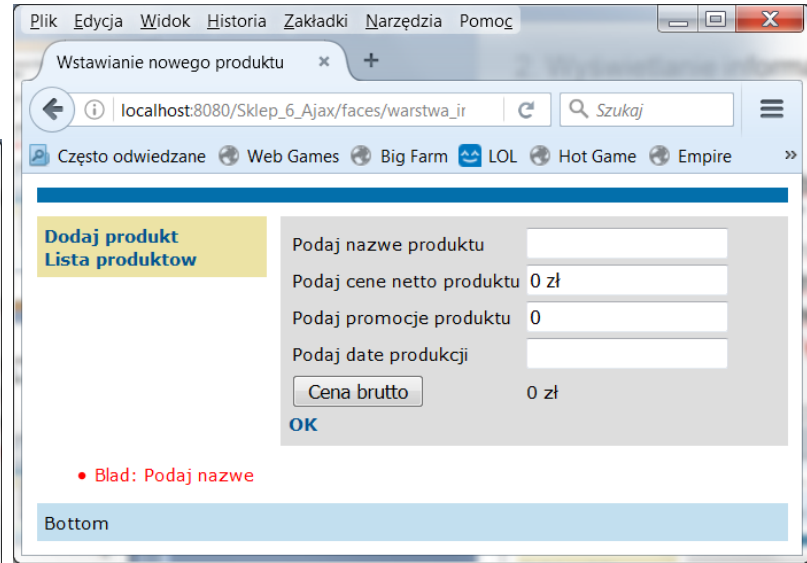 Plik Edycja Widok Historia Zakładki Narzędzia Pomoc
Wstawianie nowego produktu × +
localhost:8080/Sklep_6_Ajax/faces/warstwa_ir Szukaj
Często odwiedzane Web Games Big Farm LOL Hot Game Empire »
Dodaj produkt
Lista produktow
Podaj nazwe produktu
Podaj cene netto produktu 0 zł
Podaj promocje produktu 0
Podaj date produkcji
Cena brutto 0 zł
OK
• Blad: Podaj nazwe
Bottom